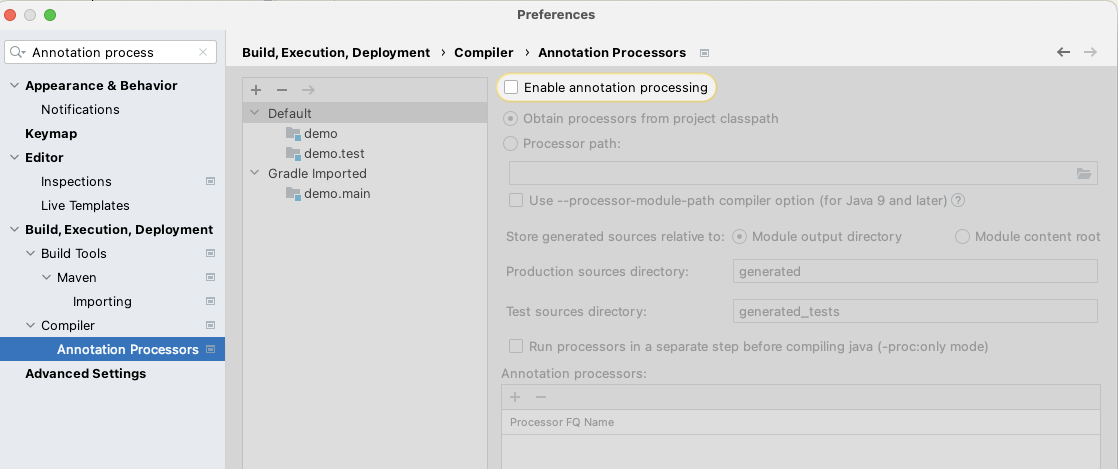 Preferences
Annotation process
Appearance & Behavior
Notifications
Keymap
Editor
Inspections
Live Templates
Build, Execution, Deployment
Build Tools
Maven
Importing
Compiler
Annotation Processors
Advanced Settings
Build, Execution, Deployment › Compiler › Annotation Processors
Default
demo
demo.test
Gradle Imported
demo.main
Enable annotation processing
Obtain processors from project classpath
Processor path:
Use --processor-module-path compiler option (for Java 9 and later) ?
Store generated sources relative to: Module output directory Module content root
Production sources directory: generated
Test sources directory: generated_tests
Run processors in a separate step before compiling java (-proc:only mode)
Annotation processors:
Processor FQ Name